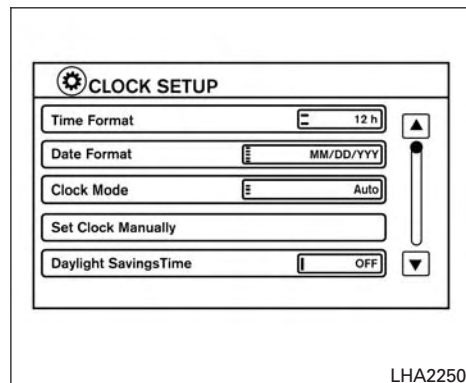 CLOCK SETUP
Time Format 12 h
Date Format MM/DD/YYY
Clock Mode Auto
Set Clock Manually
Daylight SavingsTime OFF
LHA2250